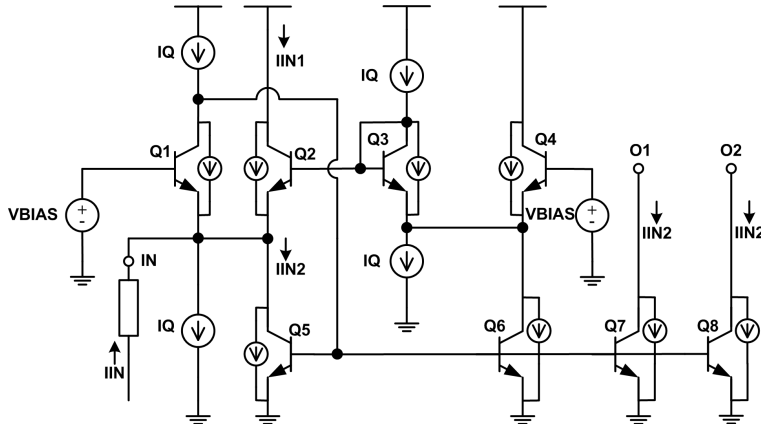 IQ
IIN1
IQ
Q1
Q2
Q3
Q4
O1
O2
VBIAS
+
-
VBIAS
+
-
IIN2
IIN2
IN
IIN2
IQ
IQ
Q5
Q6
Q7
Q8
IIN